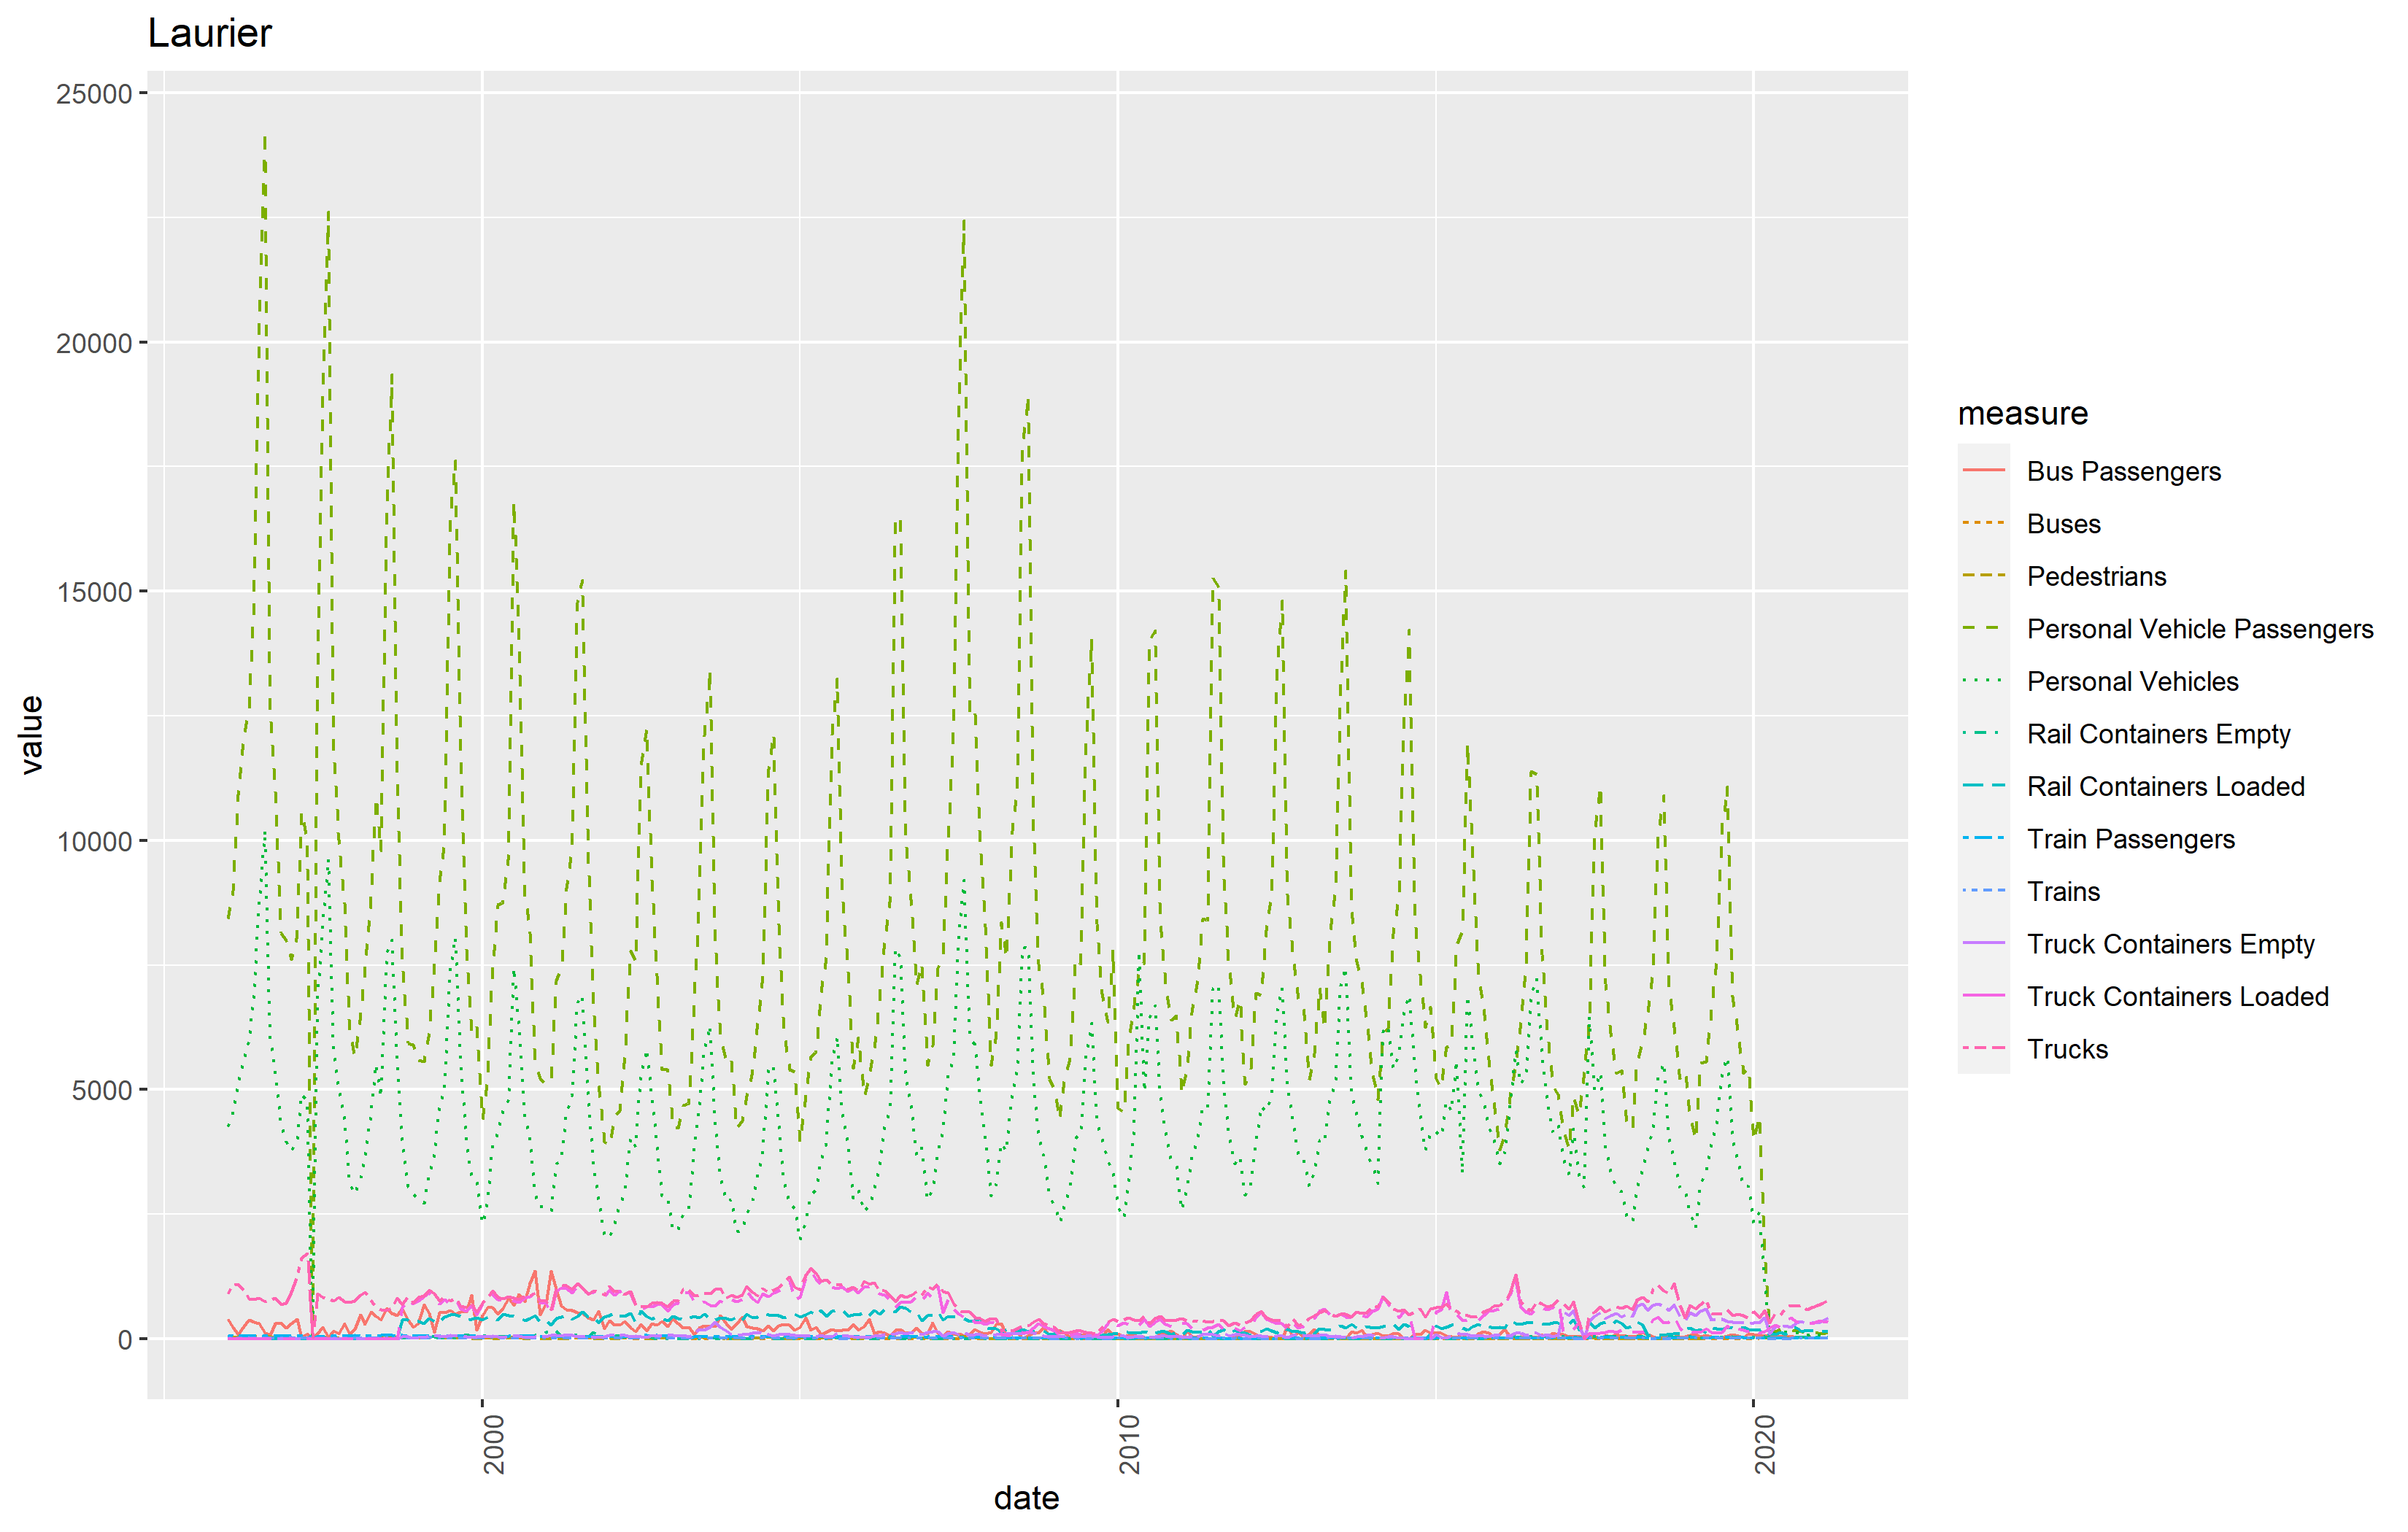 Laurier
25000
20000
15000
10000
5000
0
value
2000
2010
2020
date
measure
Bus Passengers
Buses
Pedestrians
Personal Vehicle Passengers
Personal Vehicles
Rail Containers Empty
Rail Containers Loaded
Train Passengers
Trains
Truck Containers Empty
Truck Containers Loaded
Trucks